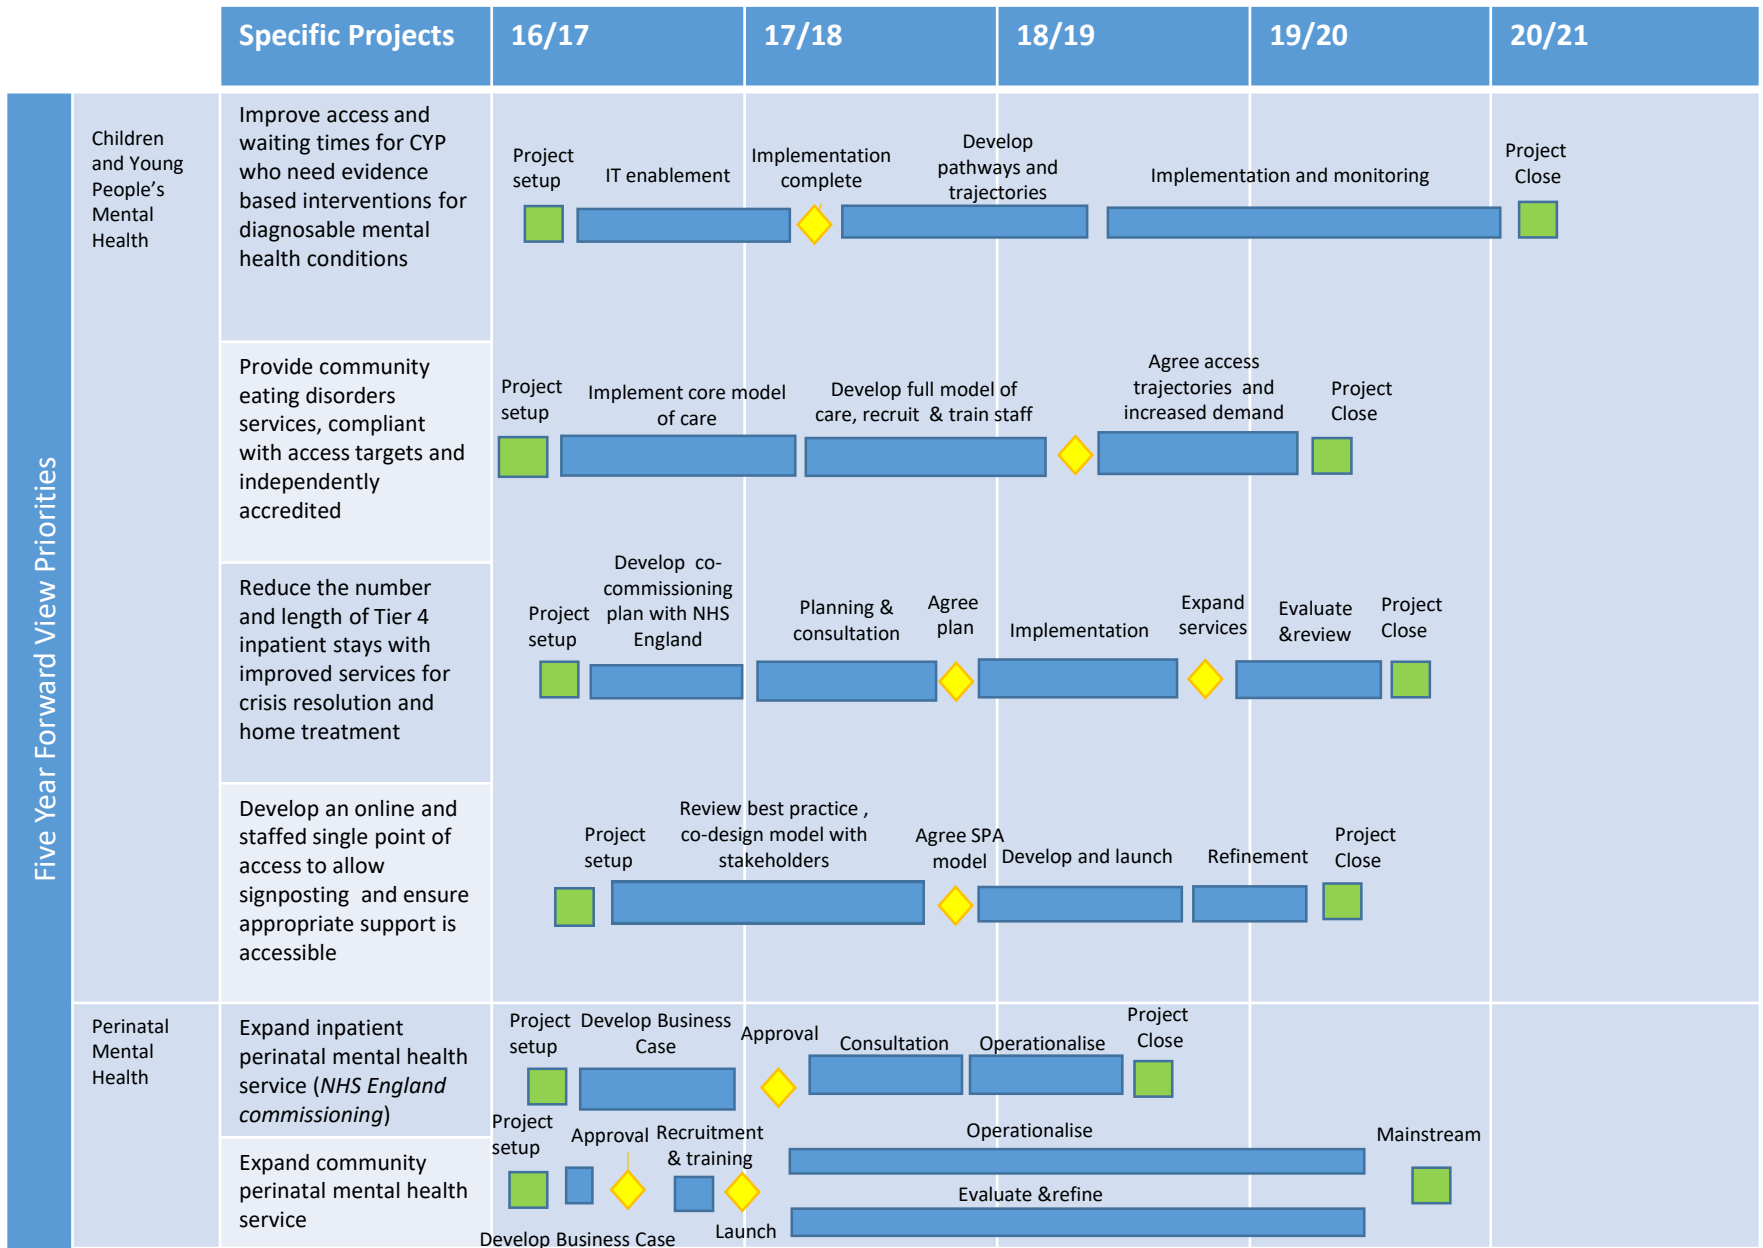 Specific Projects
16/17
17/18
18/19
19/20
20/21
Five Year Forward View Priorities
Children
and Young
People's
Mental
Health
Improve access and
waiting times for CYP
who need evidence
based interventions for
diagnosable mental
health conditions
Project
setup
IT enablement
Implementation
complete
Develop
pathways and
trajectories
Implementation and monitoring
Project
Close
Provide community
eating disorders
services, compliant
with access targets and
independently
accredited
Project
setup
Implement core model
of care
Develop full model of
care, recruit & train staff
Agree access
trajectories and
increased demand
Project
Close
Reduce the number
and length of Tier 4
inpatient stays with
improved services for
crisis resolution and
home treatment
Project
setup
Develop co-
commissioning
plan with NHS
England
Planning &
consultation
Agree
plan
Implementation
Expand
services
Evaluate
&review
Project
Close
Develop an online and
staffed single point of
access to allow
signposting and ensure
appropriate support is
accessible
Project
setup
Review best practice ,
co-design model with
stakeholders
Agree SPA
model
Develop and launch
Refinement
Project
Close
Perinatal
Mental
Health
Expand inpatient
perinatal mental health
service (NHS England
commissioning)
Project
setup
Develop Business
Case
Approval
Consultation
Operationalise
Project
Close
Expand community
perinatal mental health
service
Project
setup
Develop Business Case
Approval
Recruitment
& training
Launch
Operationalise
Evaluate &refine
Mainstream